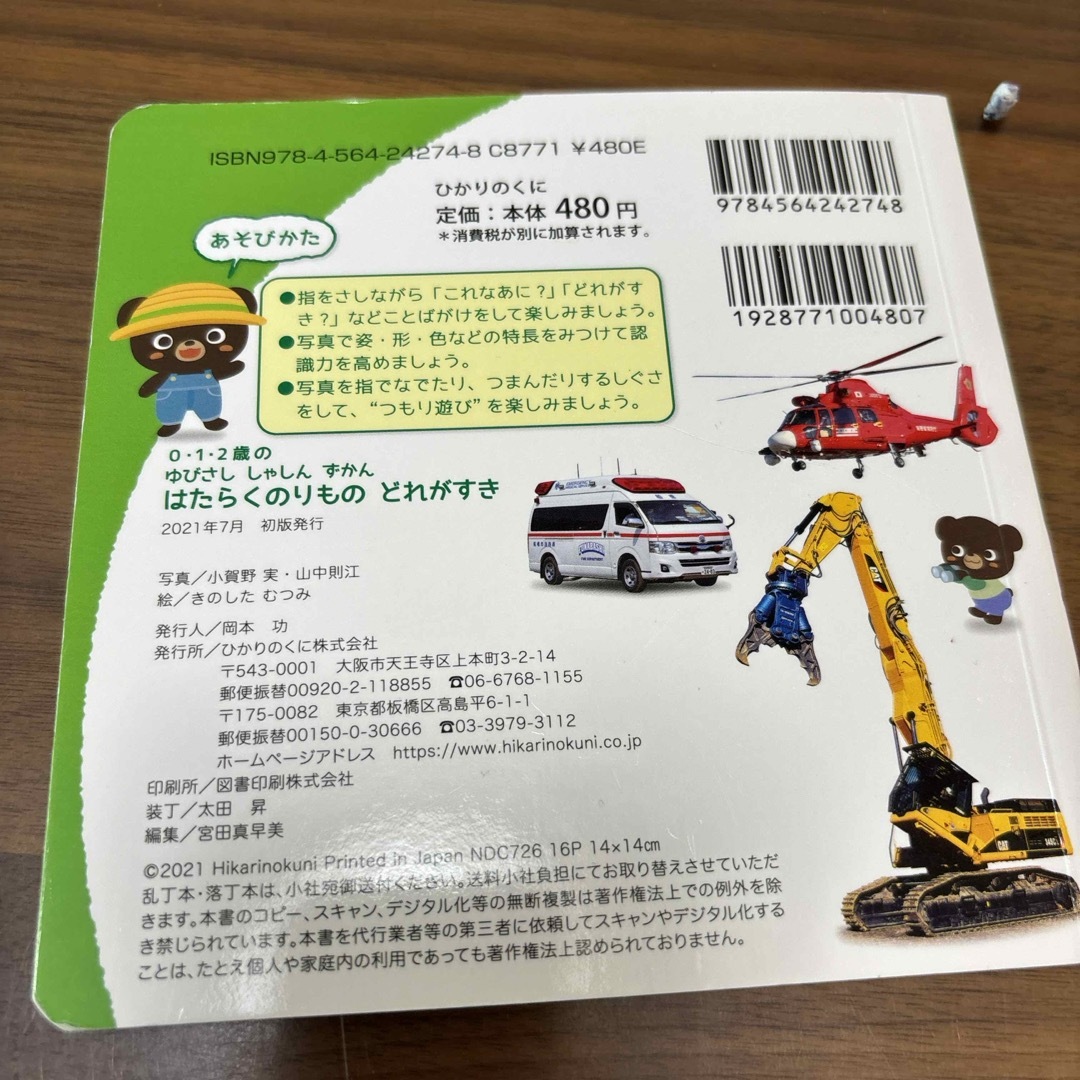 ISBN978-4-564-24274-8 C8771 ¥480E
ひかりのくに
定価：本体 480 円
＊消費税が別に加算されます。
9784564242748
1928771004807
あそびかた
●指をさしながら「これなあに？」「どれがす
き？」などことばがけをして楽しみましょう。
●写真で姿・形・色などの特長をみつけて認
識力を高めましょう。
●写真を指でなでたり、つまんだりするしぐさ
をして、“つもり遊び”を楽しみましょう。
0・1・2歳の
ゆびさし しゃしん ずかん
はたらくのりもの どれがすき
2021年7月　初版発行
写真／小賀野 実・山中則江
絵／きのした むつみ
発行人／岡本　功
発行所／ひかりのくに株式会社
〒543-0001　大阪市天王寺区上本町3-2-14
郵便振替00920-2-118855　☎06-6768-1155
〒175-0082　東京都板橋区高島平6-1-1
郵便振替00150-0-30666　☎03-3979-3112
ホームページアドレス　https://www.hikarinokuni.co.jp
印刷所／図書印刷株式会社
装丁／太田　昇
編集／宮田真早美
©2021 Hikarinokuni Printed in Japan NDC726 16P 14×14㎝
乱丁本・落丁本は、小社宛御送付ください。送料小社負担にてお取り替えさせていただ
きます。本書のコピー、スキャン、デジタル化等の無断複製は著作権法上での例外を除
き禁じられています。本書を代行業者等の第三者に依頼してスキャンやデジタル化する
ことは、たとえ個人や家庭内の利用であっても著作権法上認められておりません。
CAT
CAT